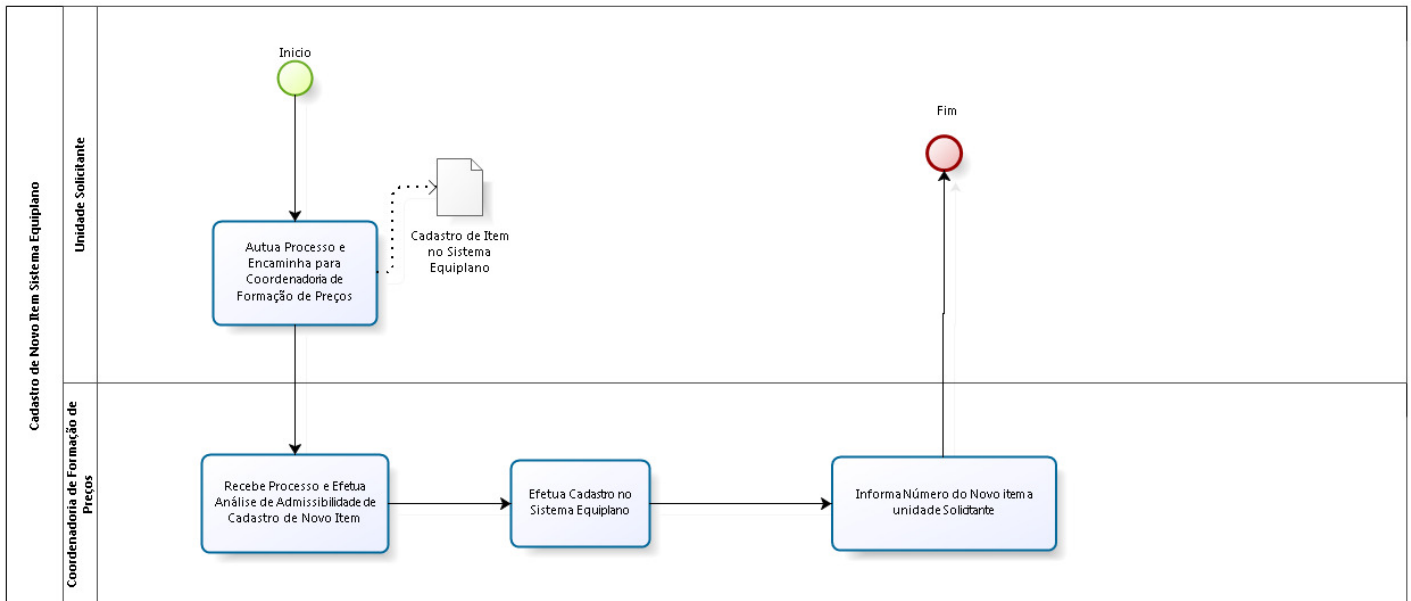 Cadastro de Novo Item Sistema Equiplano
Unidade Solicitante
Inicio
Autua Processo e
Encaminha para
Coordenadoria de
Formação de Preços
Cadastro de Item
no Sistema
Equiplano
Fim
Coordenadoria de Formação de
Preços
Recebe Processo e Efetua
Análise de Admissibilidade de
Cadastro de Novo Item
Efetua Cadastro no
Sistema Equiplano
Informa Número do Novo item a
unidade Solicitante